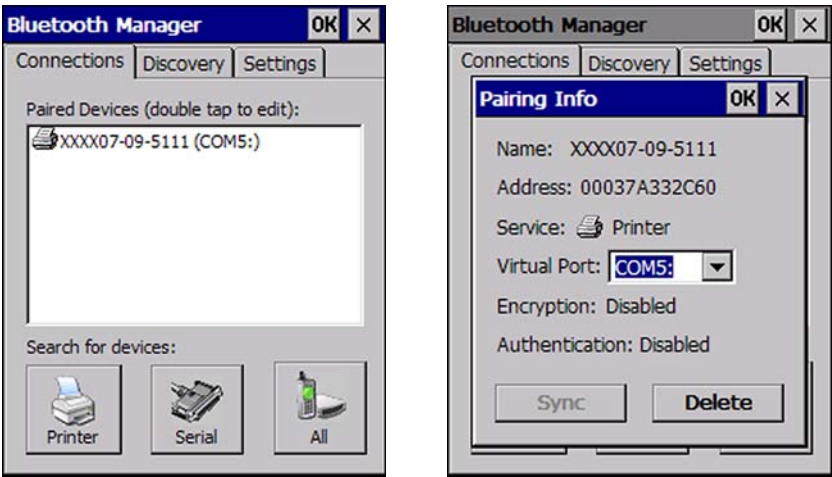 Bluetooth Manager OK ×
Connections Discovery Settings
Paired Devices (double tap to edit):
XXXX07-09-5111 (COM5:)
Search for devices:
Printer Serial All
Bluetooth Manager OK ×
Connections Discovery Settings
Pairing Info OK ×
Name: XXXX07-09-5111
Address: 00037A332C60
Service: Printer
Virtual Port: COM5:
Encryption: Disabled
Authentication: Disabled
Sync Delete